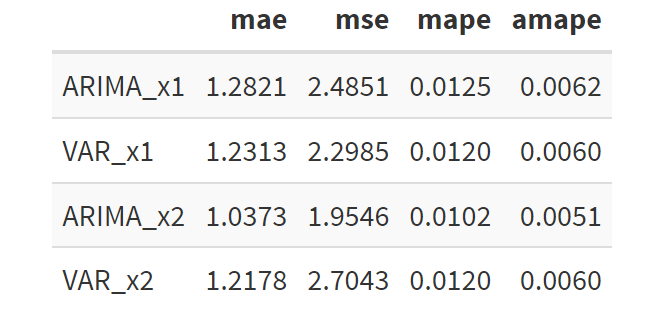 mae mse mape amape
ARIMA_x1 1.2821 2.4851 0.0125 0.0062
VAR_x1 1.2313 2.2985 0.0120 0.0060
ARIMA_x2 1.0373 1.9546 0.0102 0.0051
VAR_x2 1.2178 2.7043 0.0120 0.0060